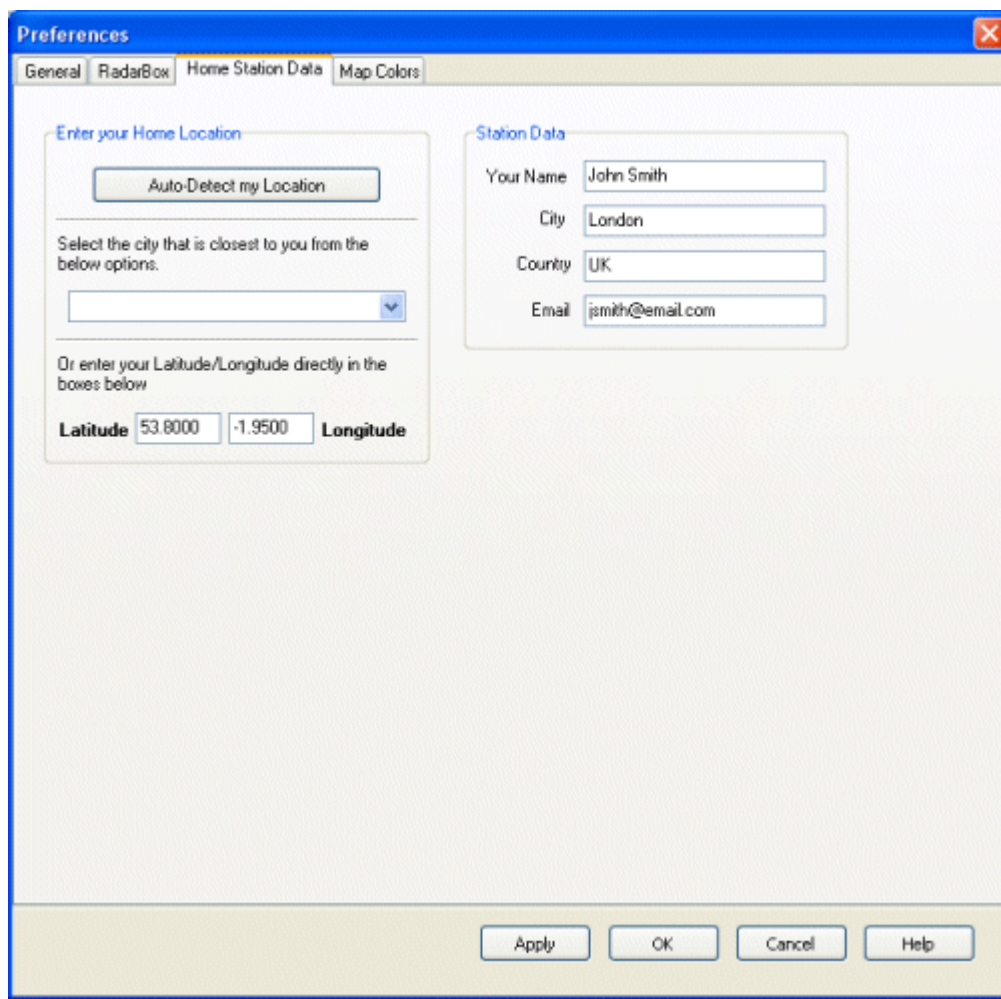 Preferences
General RadarBox Home Station Data Map Colors
Enter your Home Location
Auto-Detect my Location
Select the city that is closest to you from the
below options.
Or enter your Latitude/Longitude directly in the
boxes below
Latitude 53.8000 -1.9500 Longitude
Station Data
Your Name John Smith
City London
Country UK
Email jsmith@email.com
Apply OK Cancel Help